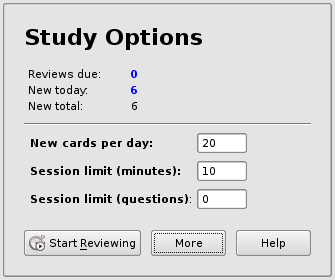 Study Options
Reviews due: 0
New today: 6
New total: 6
New cards per day: 20
Session limit (minutes): 10
Session limit (questions): 0
Start Reviewing More Help